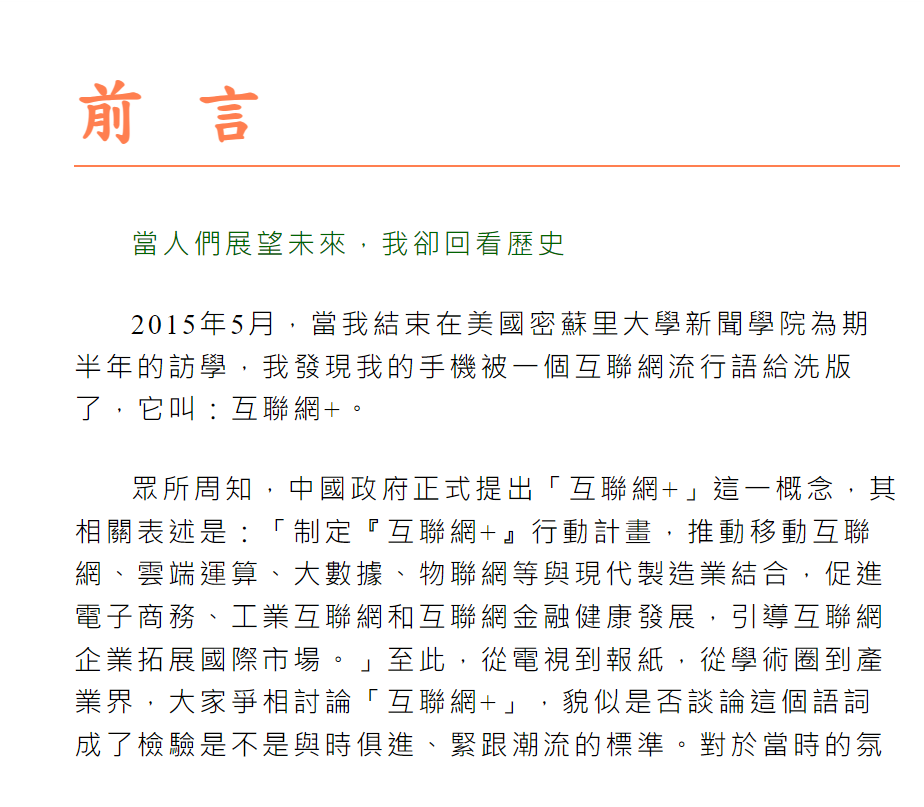 前　言
當人們展望未來，我卻回看歷史
2015年5月，當我結束在美國密蘇里大學新聞學院為期
半年的訪學，我發現我的手機被一個互聯網流行語給洗版
了，它叫：互聯網+。
眾所周知，中國政府正式提出「互聯網+」這一概念，其
相關表述是：「制定『互聯網+』行動計畫，推動移動互聯
網、雲端運算、大數據、物聯網等與現代製造業結合，促進
電子商務、工業互聯網和互聯網金融健康發展，引導互聯網
企業拓展國際市場。」至此，從電視到報紙，從學術圈到產
業界，大家爭相討論「互聯網+」，貌似是否談論這個語詞
成了檢驗是不是與時俱進、緊跟潮流的標準。對於當時的氛